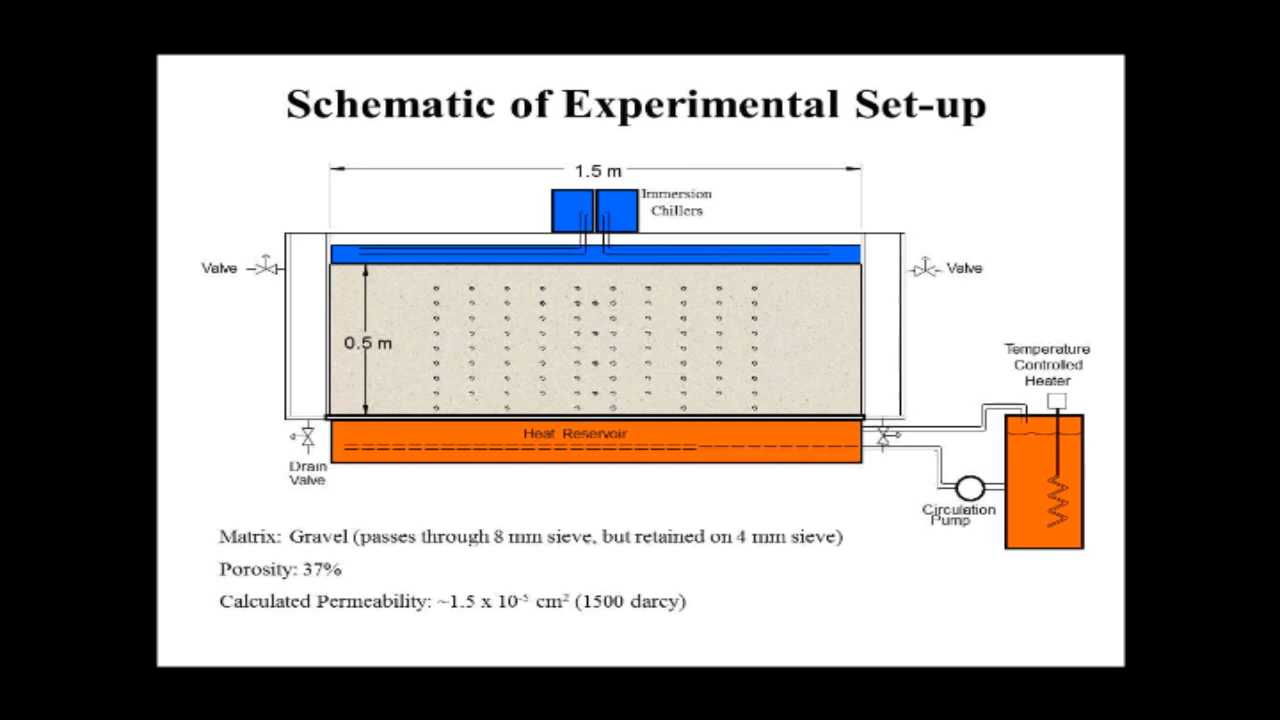 Schematic of Experimental Set-up
1.5 m
Immersion
Chillers
Valve
Valve
0.5 m
Temperature
Controlled
Heater
Heat Reservoir
Drain
Valve
Circulation
Pump
Matrix: Gravel (passes through 8 mm sieve, but retained on 4 mm sieve)
Porosity: 37%
Calculated Permeability: ~1.5 x 10⁻⁵ cm² (1500 darcy)